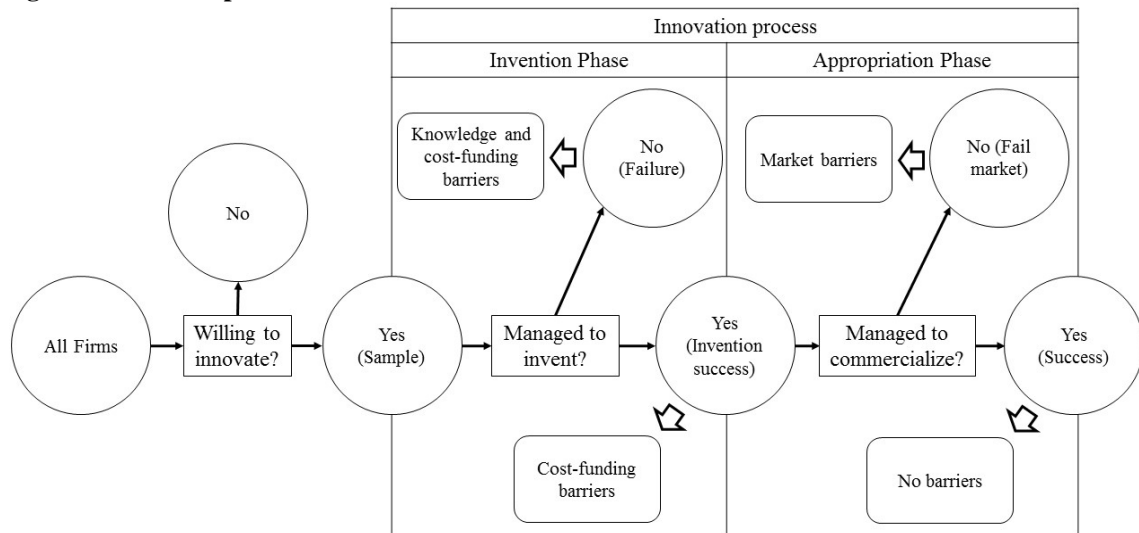 Innovation process
Invention Phase
Appropriation Phase
Knowledge and
cost-funding
barriers
No
(Failure)
Market barriers
No (Fail
market)
No
All Firms
Willing to
innovate?
Yes
(Sample)
Managed to
invent?
Yes
(Invention
success)
Managed to
commercialize?
Yes
(Success)
Cost-funding
barriers
No barriers